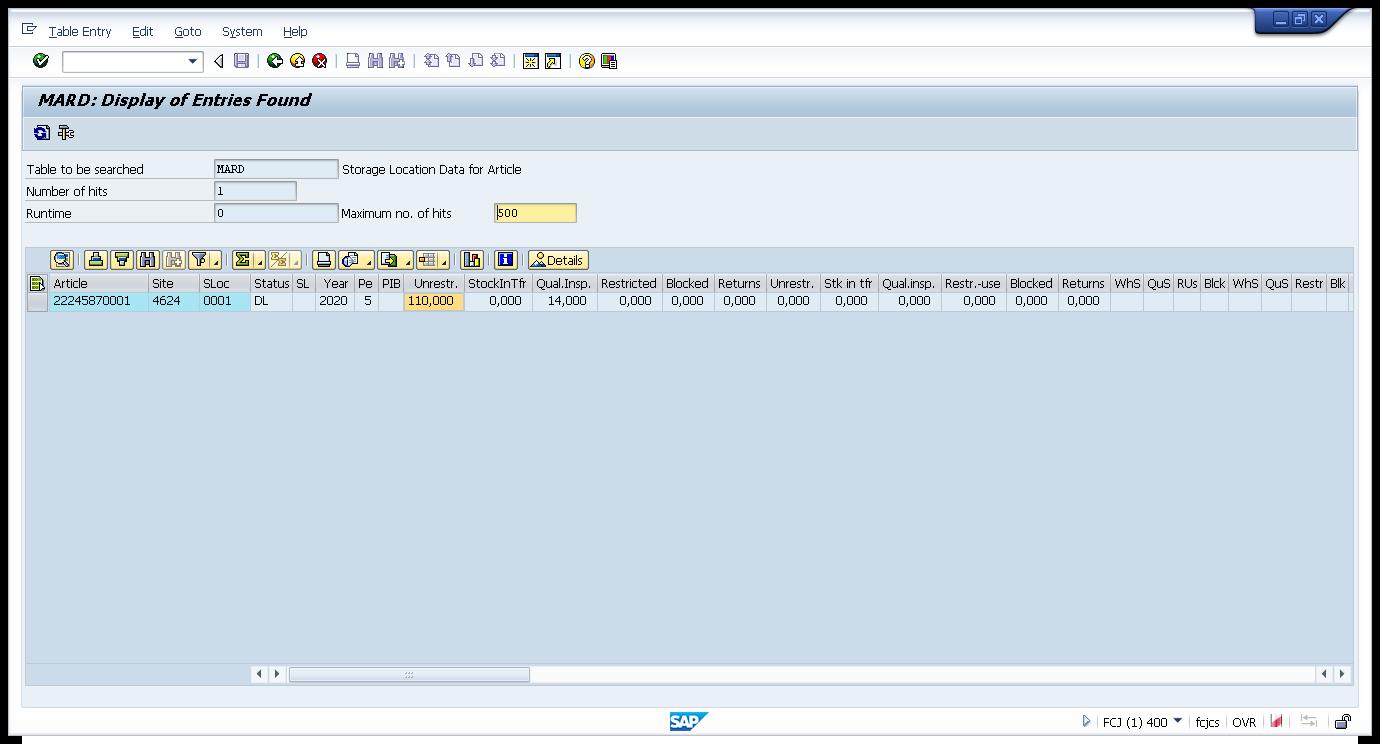 Table Entry Edit Goto System Help
MARD: Display of Entries Found
Table to be searched MARD Storage Location Data for Article
Number of hits 1
Runtime 0 Maximum no. of hits 500
Details
Article Site SLoc Status SL Year Pe PIB Unrestr. StockInTfr Qual.Insp. Restricted Blocked Returns Unrestr. Stk in tfr Qual.insp. Restr.-use Blocked Returns WhS QuS RUs Blck WhS QuS Restr Blk
22245870001 4624 0001 DL 2020 5 110,000 0,000 14,000 0,000 0,000 0,000 0,000 0,000 0,000 0,000 0,000 0,000
SAP FCJ (1) 400 fcjcs OVR